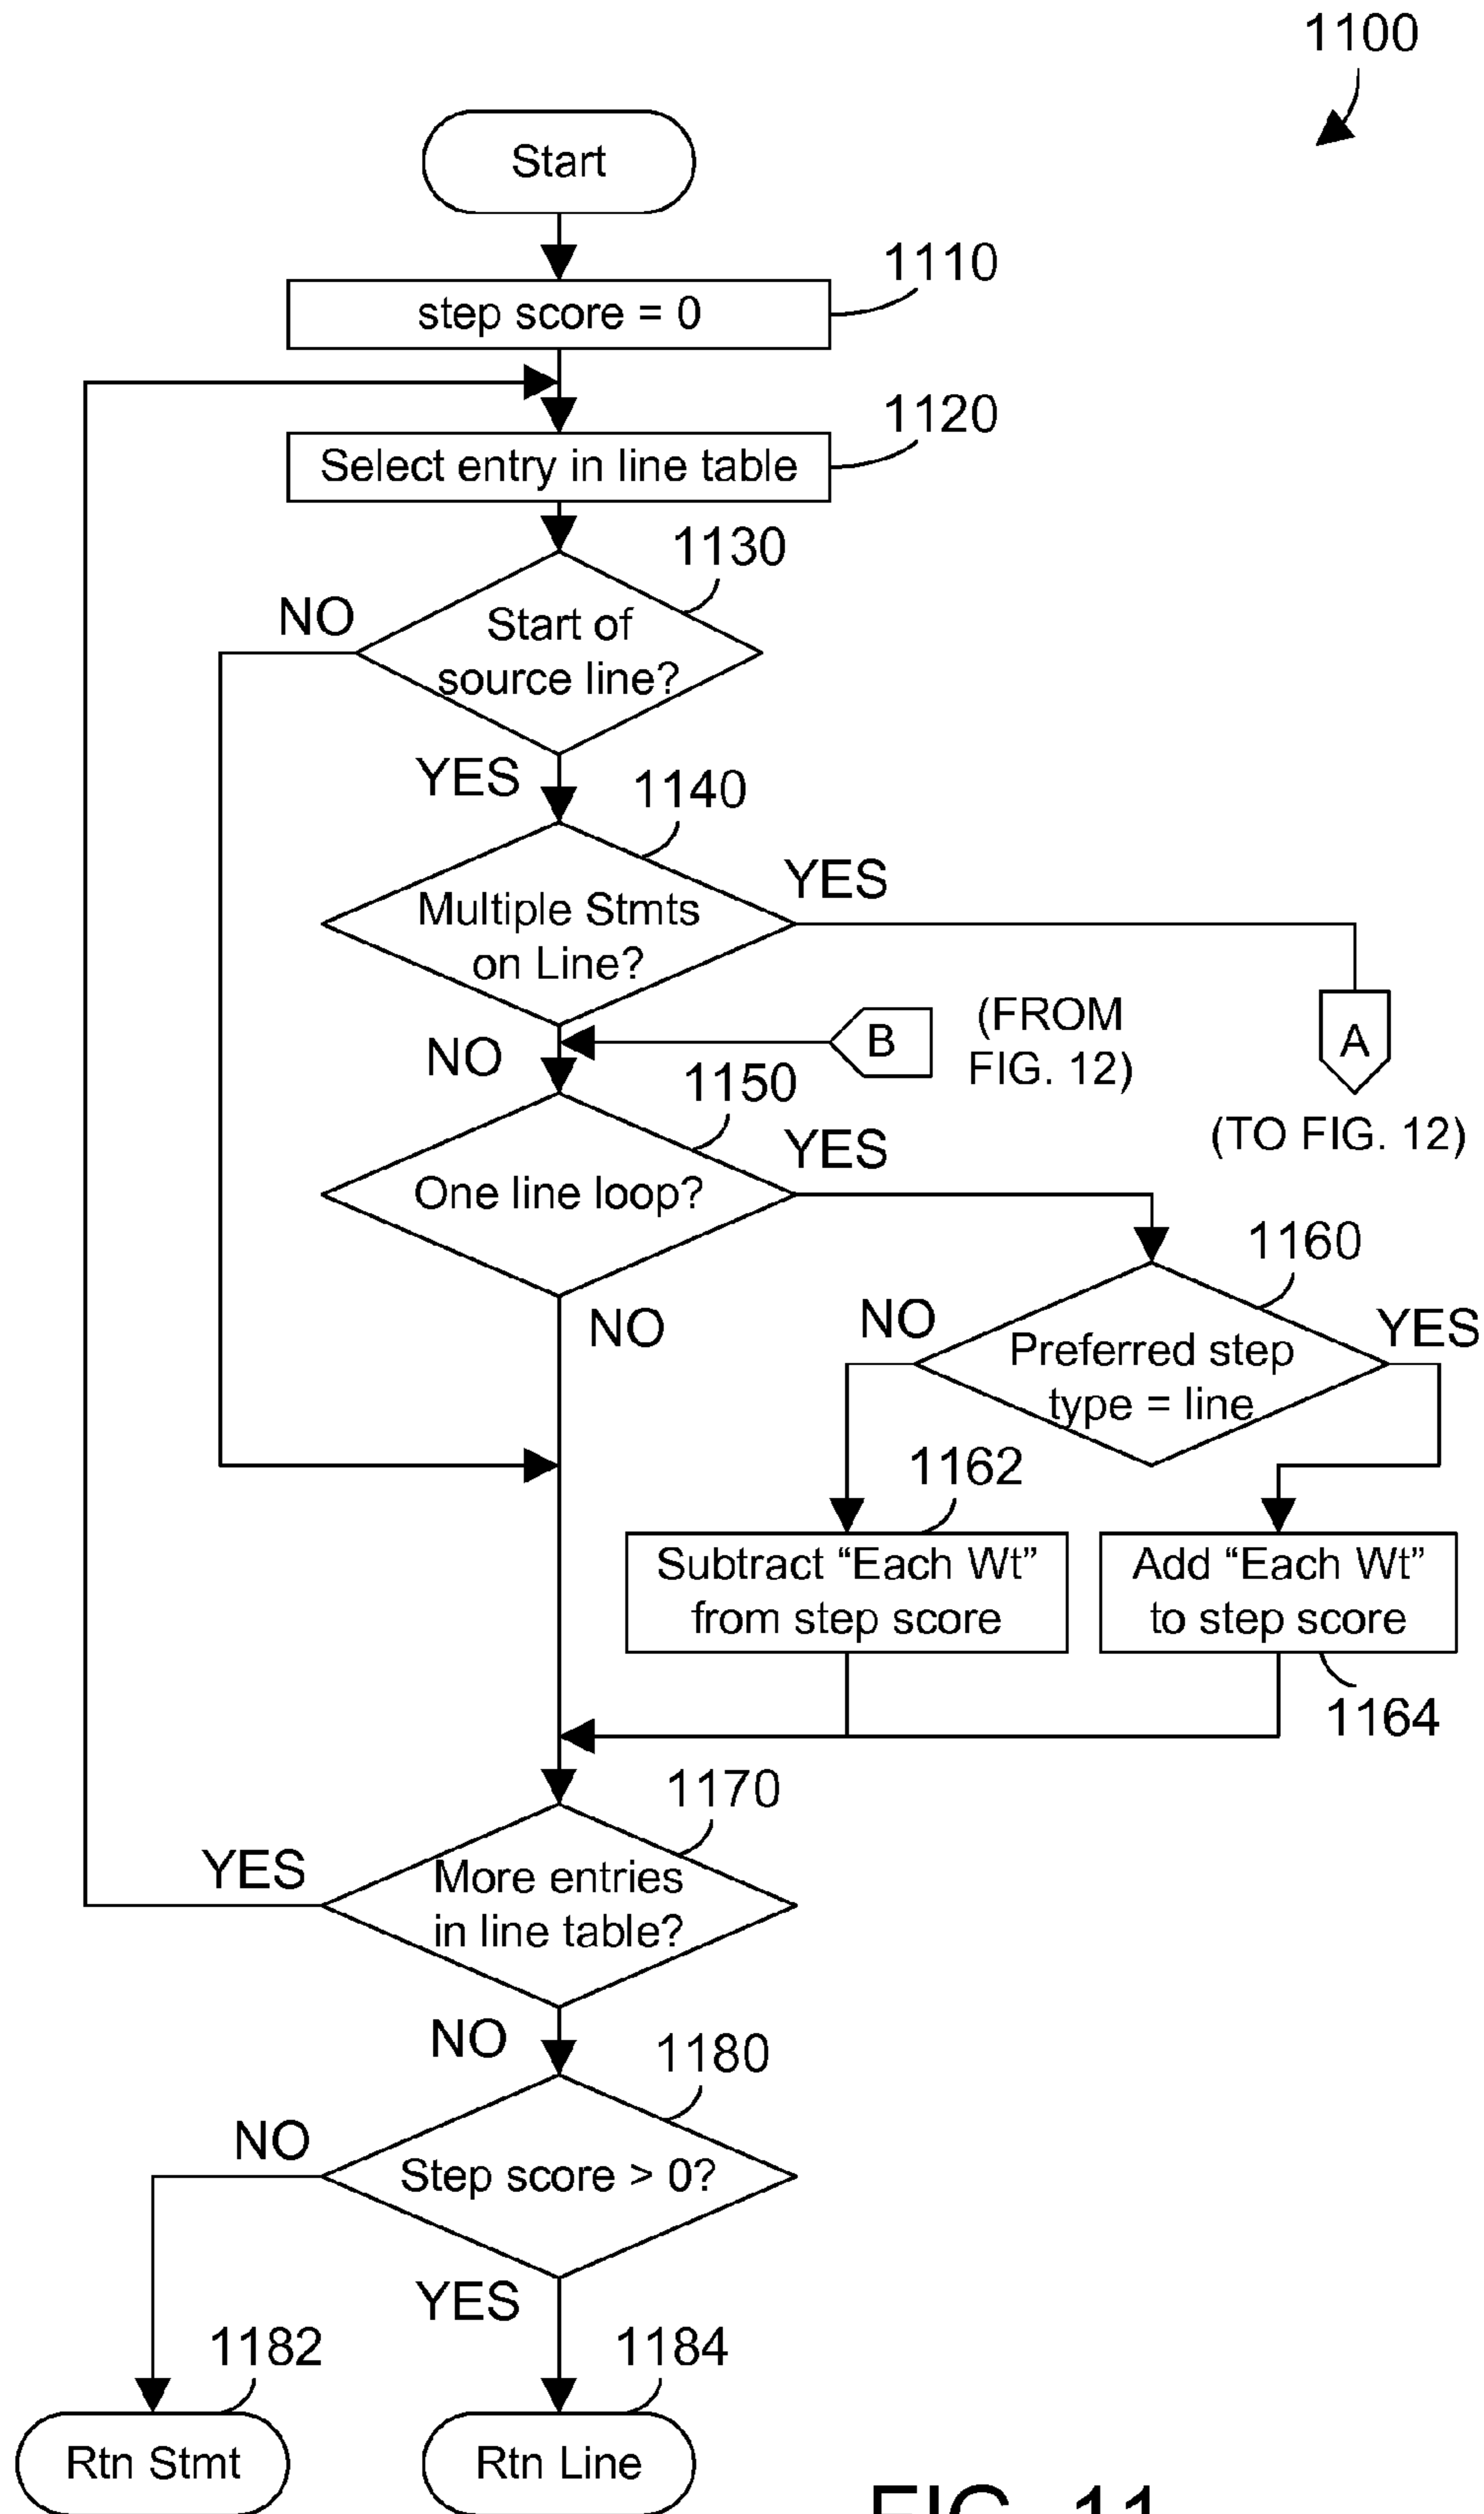 1100
Start
1110
step score = 0
1120
Select entry in line table
1130
NO
Start of
source line?
YES
1140
YES
Multiple Stmts
on Line?
NO
B
(FROM
FIG. 12)
A
(TO FIG. 12)
1150
YES
One line loop?
NO
1160
NO
YES
Preferred step
type = line
1162
Subtract “Each Wt”
from step score
Add “Each Wt”
to step score
1164
1170
YES
More entries
in line table?
NO
1180
NO
Step score > 0?
YES
1182
1184
Rtn Stmt
Rtn Line
FIG. 11